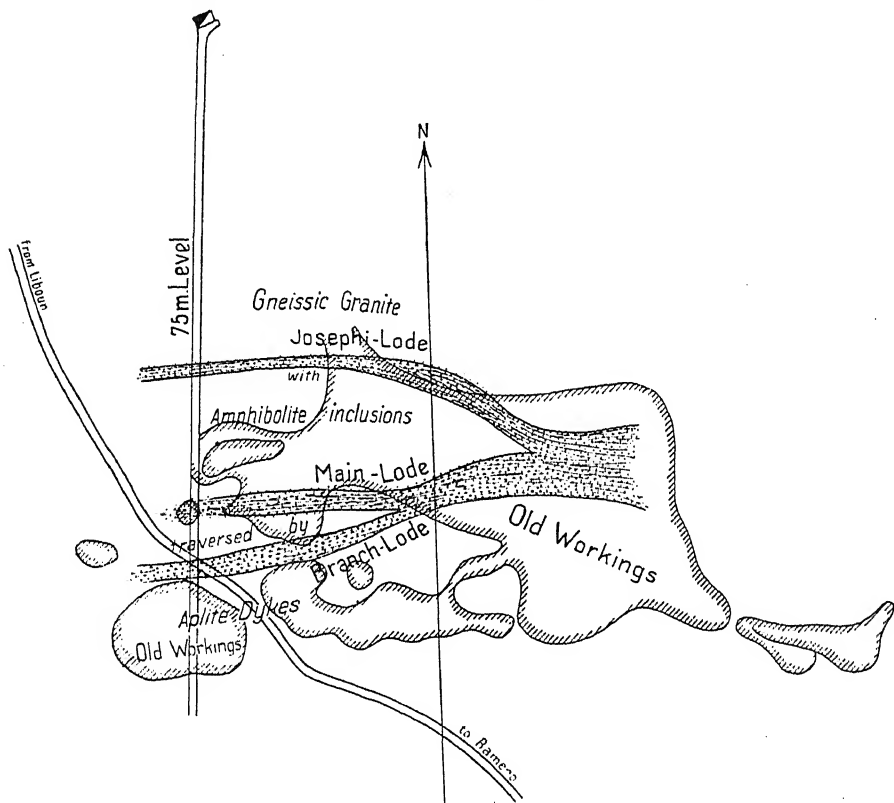 N
from Liboun
75m. Level
Gneissic Granite
Josephi-Lode
with
Amphibolite inclusions
Main-Lode
traversed by
Branch-Lode
Old Workings
Aplite Dykes
Old Workings
to